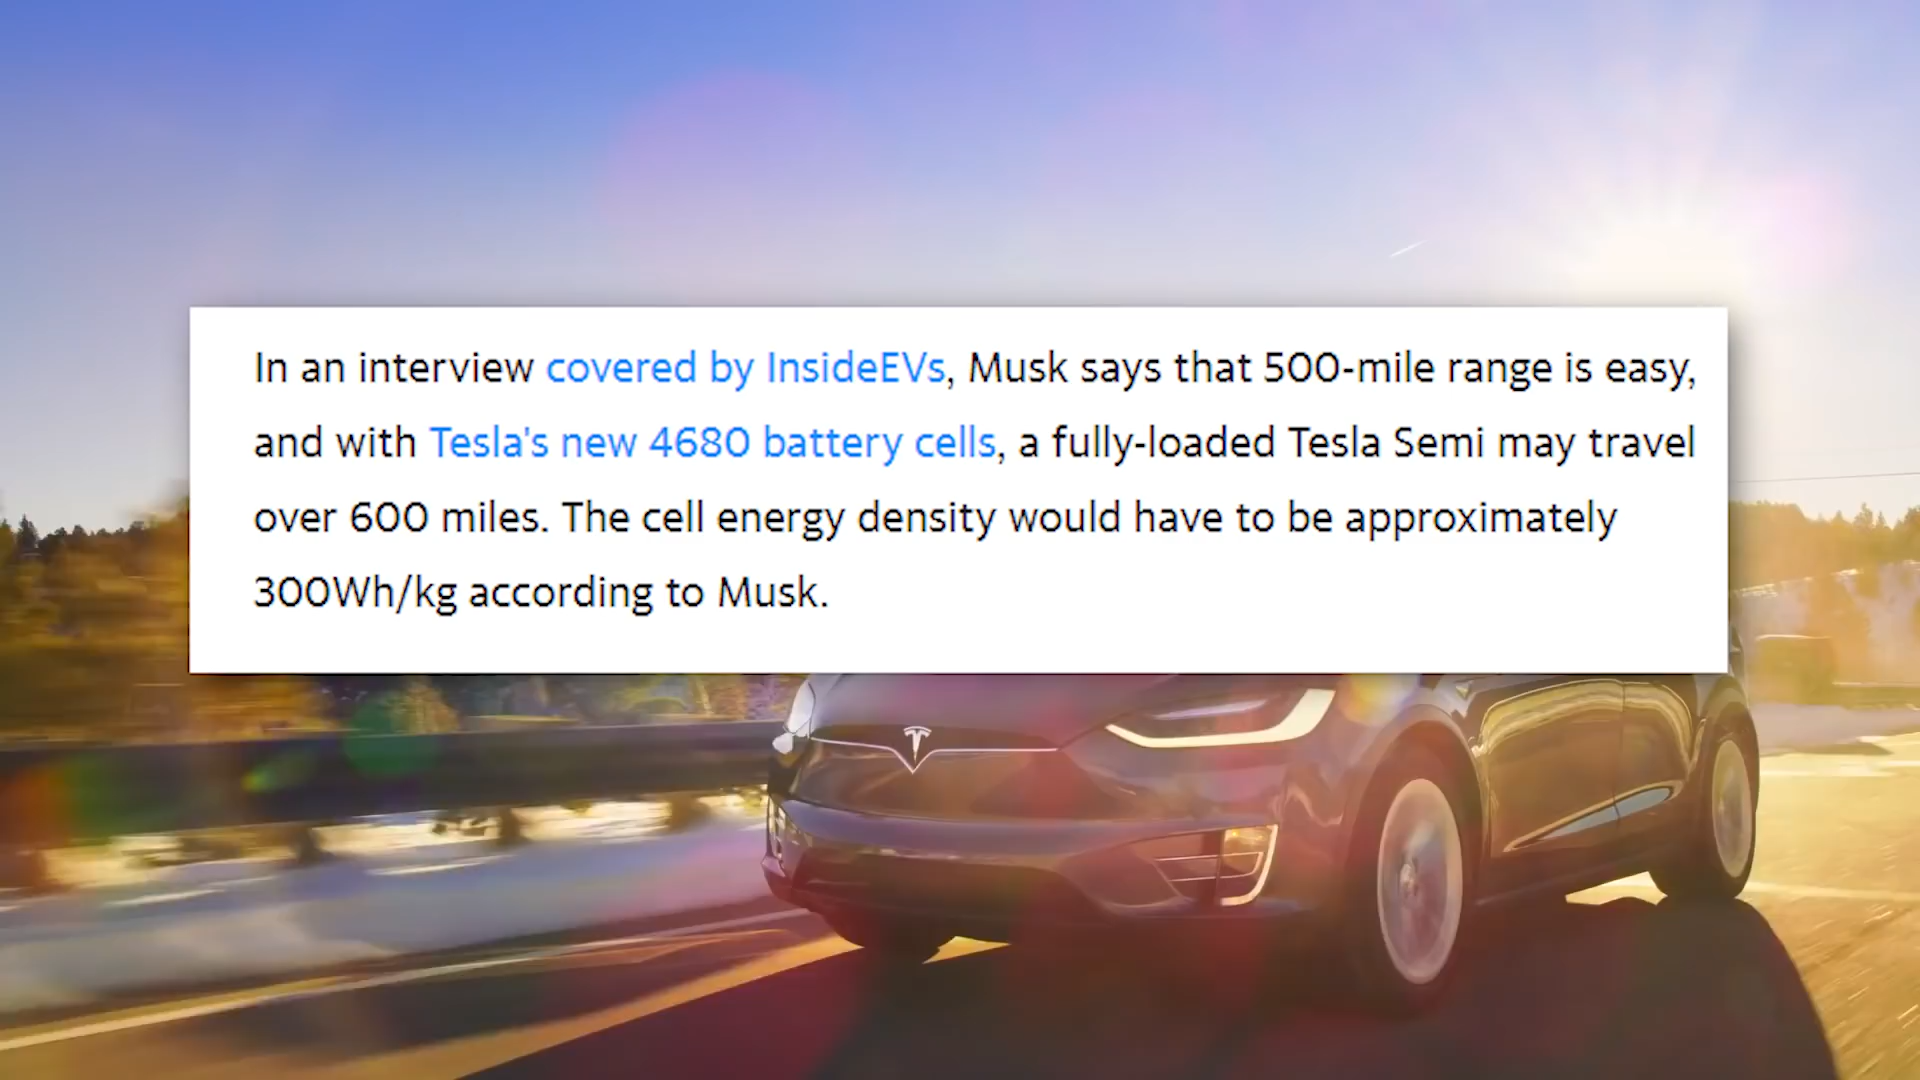 In an interview covered by InsideEVs, Musk says that 500-mile range is easy,
and with Tesla's new 4680 battery cells, a fully-loaded Tesla Semi may travel
over 600 miles. The cell energy density would have to be approximately
300Wh/kg according to Musk.